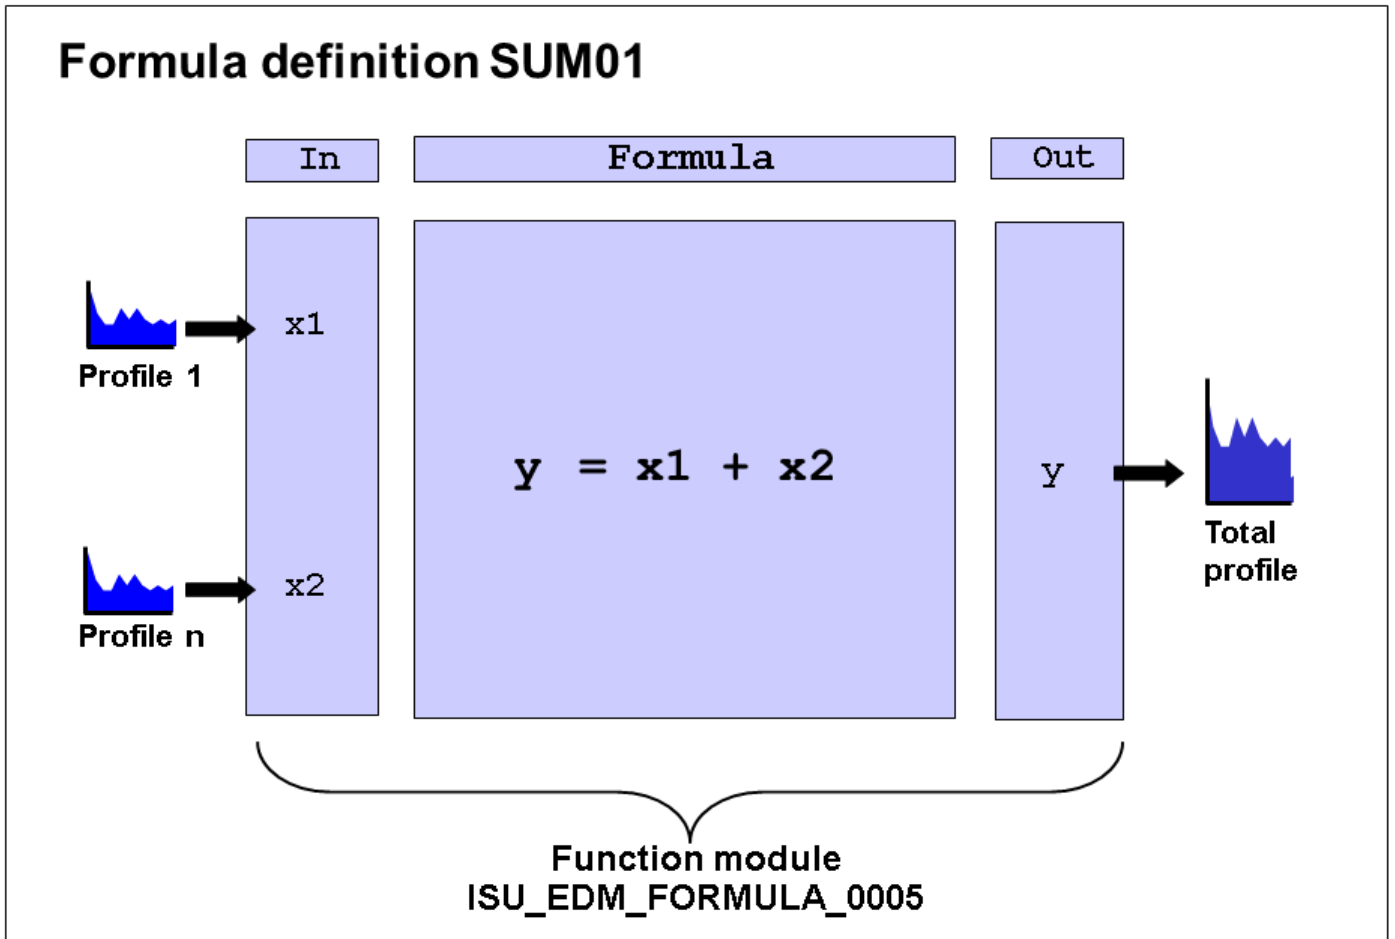 Formula definition SUM01
In
Formula
Out
x1
Profile 1
y = x1 + x2
y
Total
profile
x2
Profile n
Function module
ISU_EDM_FORMULA_0005